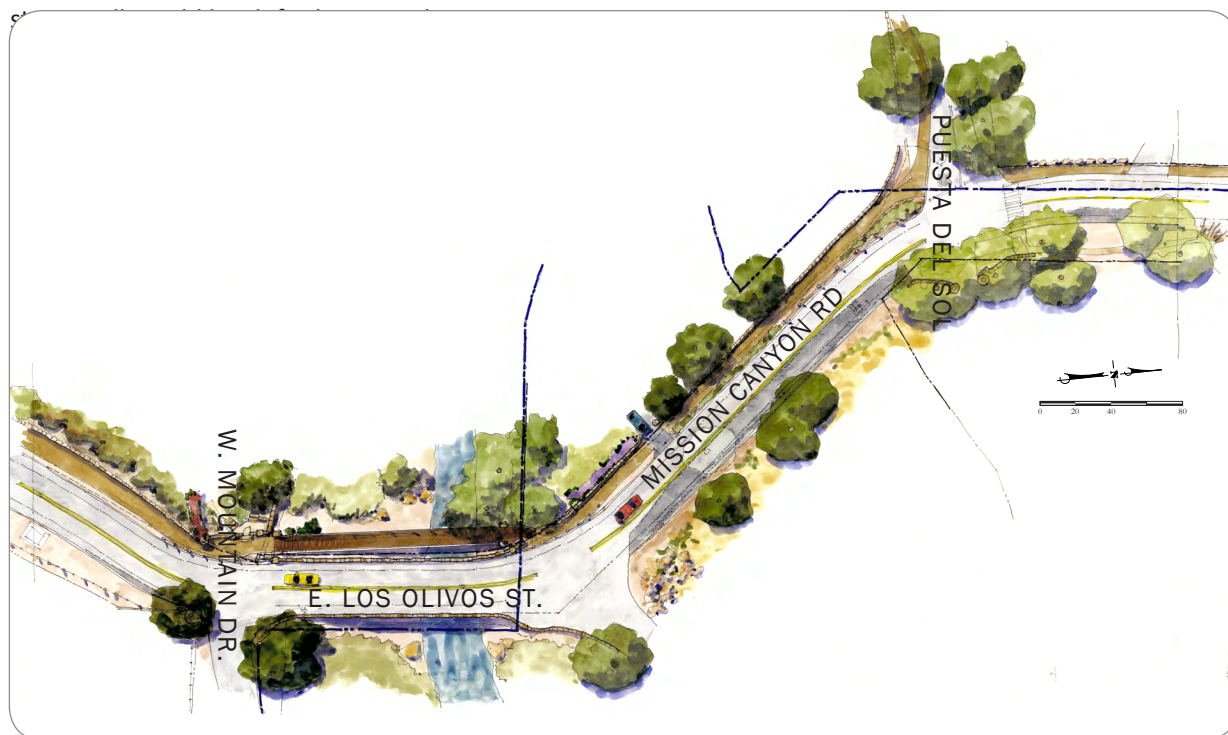 PUESTA DEL SOL
MISSION CANYON RD
0 20 40 80
W. MOUNTAIN DR.
E. LOS OLIVOS ST.